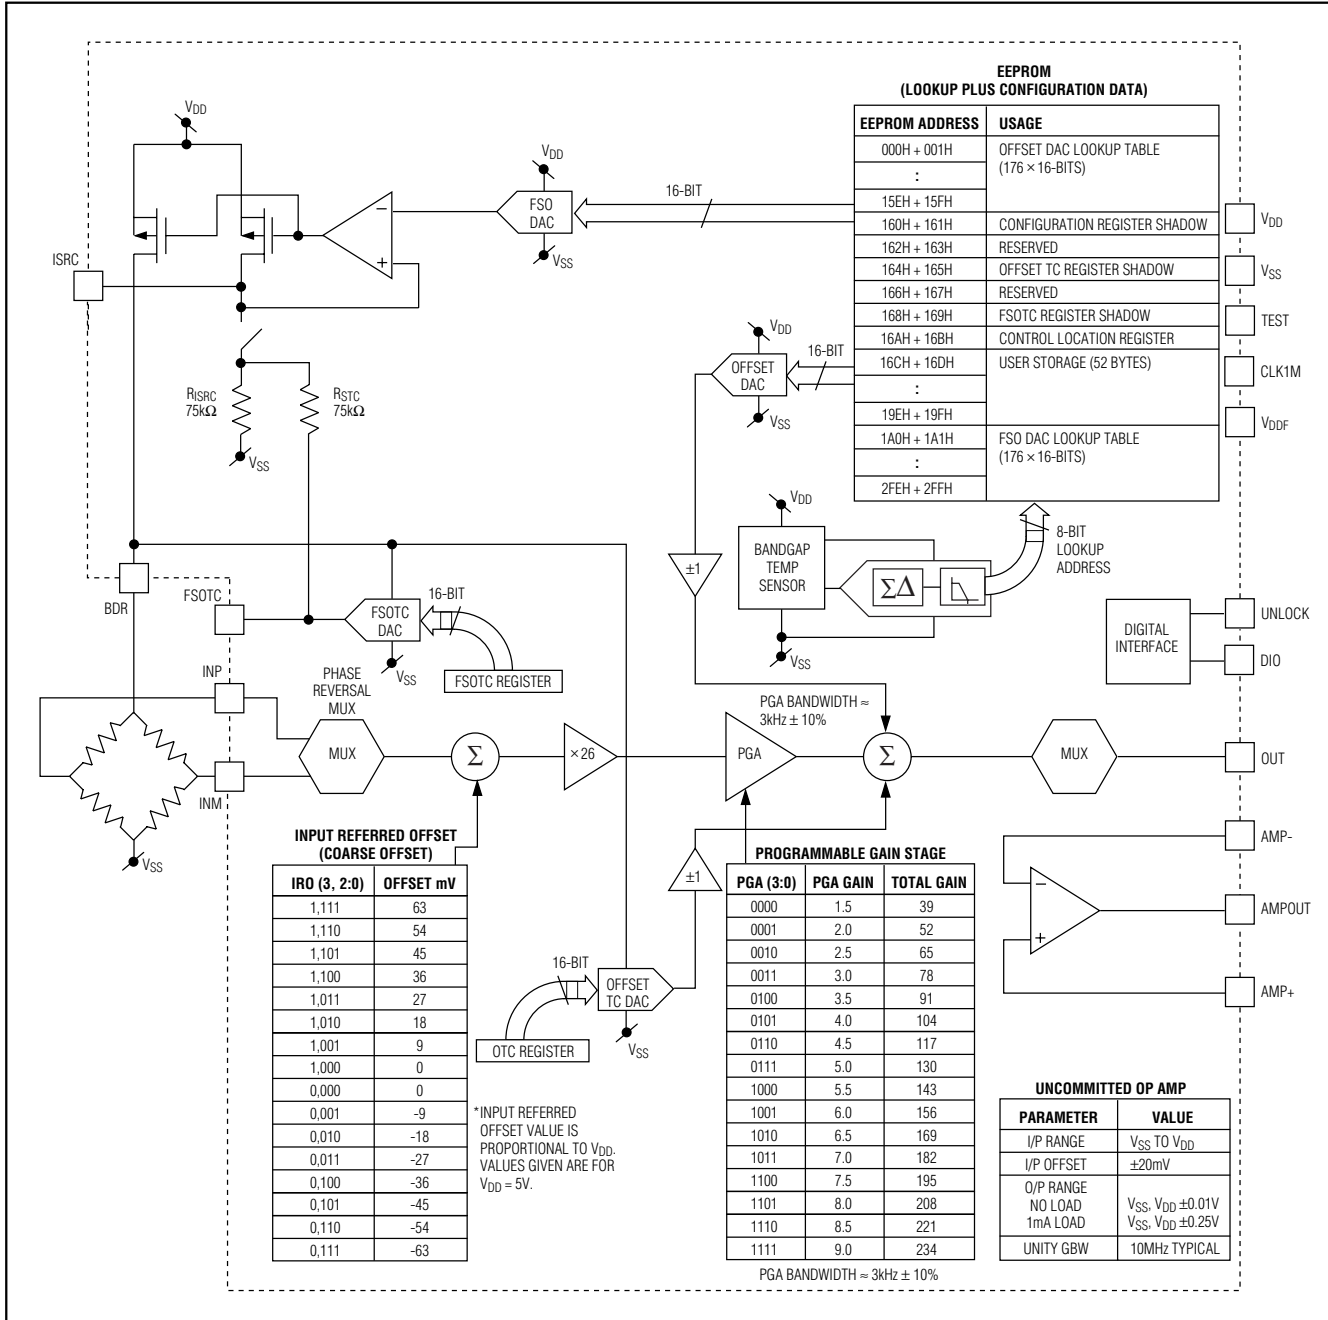 EEPROM
(LOOKUP PLUS CONFIGURATION DATA)
EEPROM ADDRESS USAGE
000H + 001H OFFSET DAC LOOKUP TABLE
(176 × 16-BITS)
:
15EH + 15FH
160H + 161H CONFIGURATION REGISTER SHADOW
162H + 163H RESERVED
164H + 165H OFFSET TC REGISTER SHADOW
166H + 167H RESERVED
168H + 169H FSOTC REGISTER SHADOW
16AH + 16BH CONTROL LOCATION REGISTER
16CH + 16DH USER STORAGE (52 BYTES)
:
19EH + 19FH
1A0H + 1A1H FSO DAC LOOKUP TABLE
(176 × 16-BITS)
:
2FEH + 2FFH
VDD
VDD
FSO
DAC
VSS
16-BIT
−
+
ISRC
RISRC
75kΩ
RSTC
75kΩ
VSS
VDD
OFFSET
DAC
VSS
16-BIT
VDD
VSS
TEST
CLK1M
VDDF
±1
VDD
BANDGAP
TEMP
SENSOR
VSS
ΣΔ
8-BIT
LOOKUP
ADDRESS
BDR
FSOTC
FSOTC
DAC
VSS
16-BIT
FSOTC REGISTER
DIGITAL
INTERFACE
UNLOCK
DIO
INP
INM
VSS
PHASE
REVERSAL
MUX
MUX
Σ
×26
PGA
PGA BANDWIDTH ≈
3kHz ± 10%
Σ
MUX
OUT
AMP-
−
+
AMPOUT
AMP+
±1
16-BIT
OFFSET
TC DAC
VSS
OTC REGISTER
INPUT REFERRED OFFSET
(COARSE OFFSET)
IRO (3, 2:0) OFFSET mV
1,111 63
1,110 54
1,101 45
1,100 36
1,011 27
1,010 18
1,001 9
1,000 0
0,000 0
0,001 -9
0,010 -18
0,011 -27
0,100 -36
0,101 -45
0,110 -54
0,111 -63
*INPUT REFERRED
OFFSET VALUE IS
PROPORTIONAL TO VDD.
VALUES GIVEN ARE FOR
VDD = 5V.
PROGRAMMABLE GAIN STAGE
PGA (3:0) PGA GAIN TOTAL GAIN
0000 1.5 39
0001 2.0 52
0010 2.5 65
0011 3.0 78
0100 3.5 91
0101 4.0 104
0110 4.5 117
0111 5.0 130
1000 5.5 143
1001 6.0 156
1010 6.5 169
1011 7.0 182
1100 7.5 195
1101 8.0 208
1110 8.5 221
1111 9.0 234
PGA BANDWIDTH ≈ 3kHz ± 10%
UNCOMMITTED OP AMP
PARAMETER VALUE
I/P RANGE VSS TO VDD
I/P OFFSET ±20mV
O/P RANGE
NO LOAD VSS, VDD ±0.01V
1mA LOAD VSS, VDD ±0.25V
UNITY GBW 10MHz TYPICAL